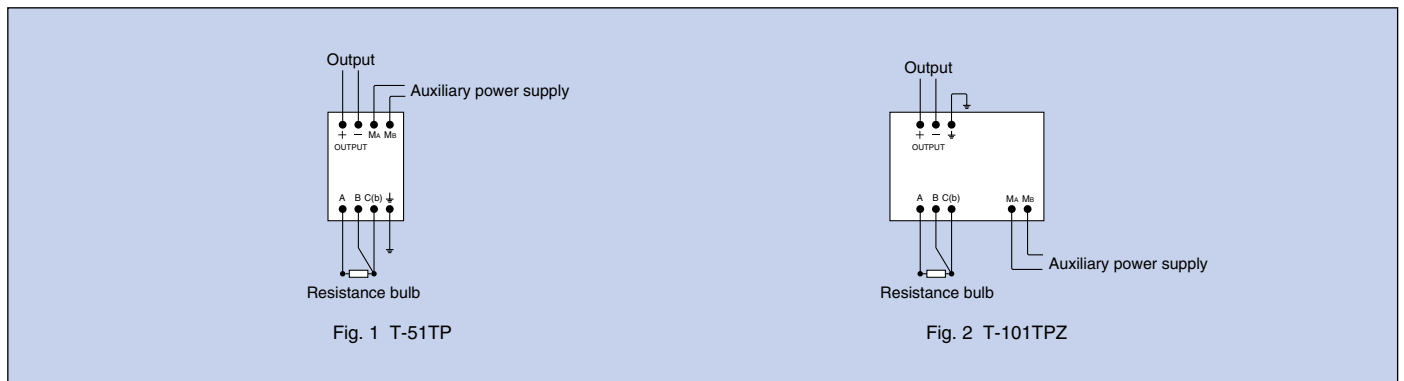 Output
Auxiliary power supply
+ − MA MB
OUTPUT
A B C(b)
Resistance bulb
Fig. 1 T-51TP
Output
+ −
OUTPUT
A B C(b) MA MB
Auxiliary power supply
Resistance bulb
Fig. 2 T-101TPZ